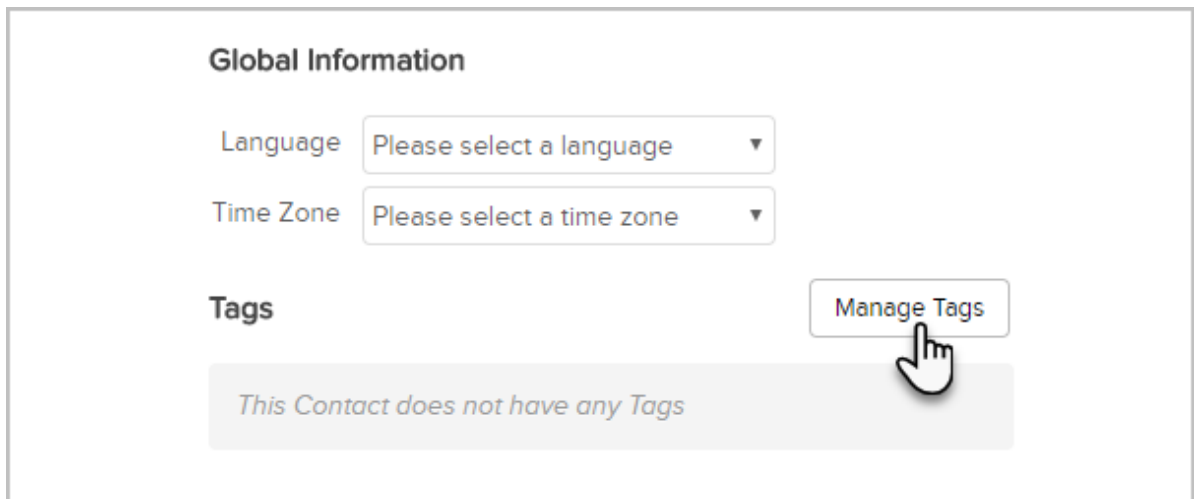 Global Information
Language Please select a language
Time Zone Please select a time zone
Tags Manage Tags
This Contact does not have any Tags